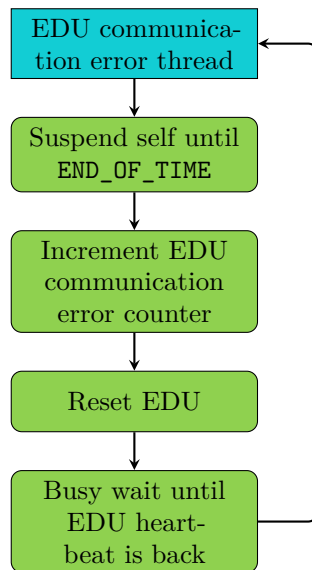 EDU communica-
tion error thread
Suspend self until
END_OF_TIME
Increment EDU
communication
error counter
Reset EDU
Busy wait until
EDU heart-
beat is back